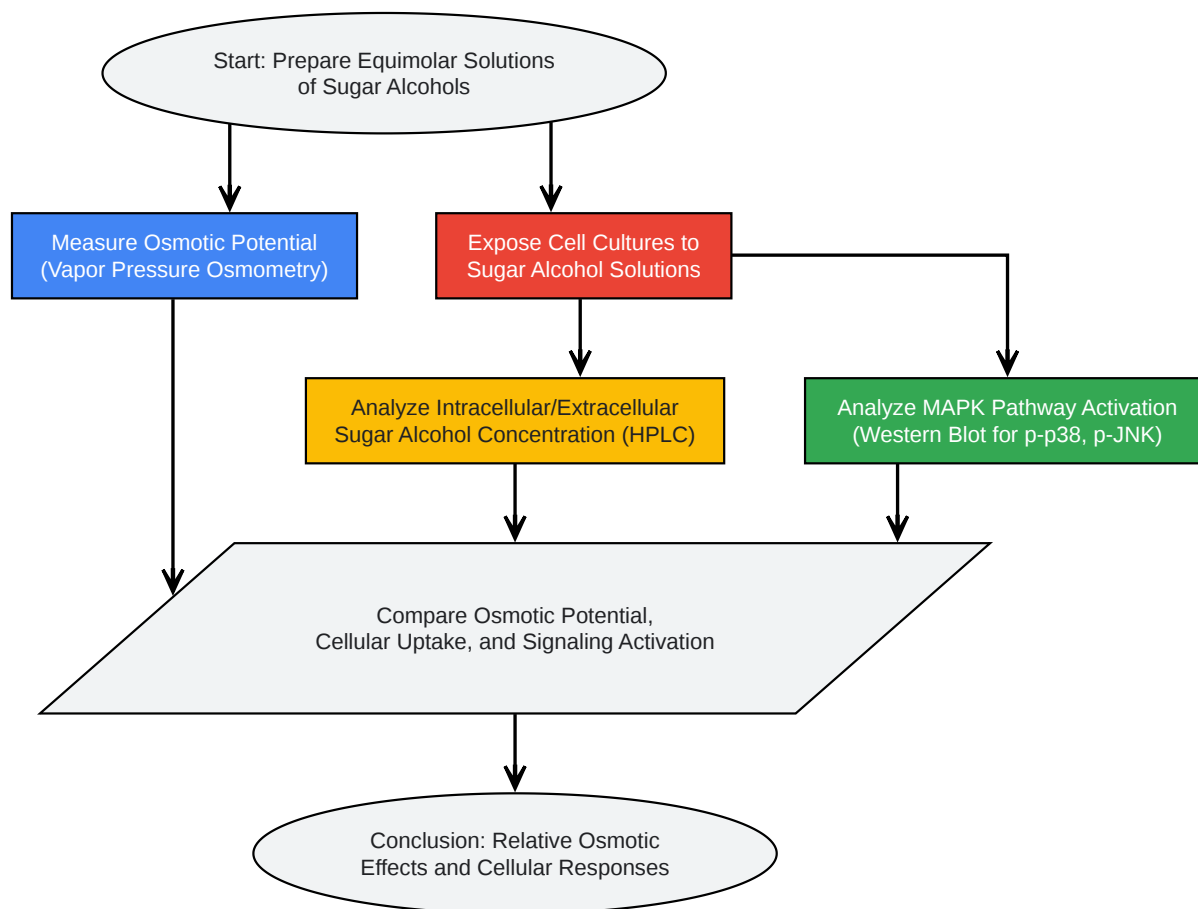 Start: Prepare Equimolar Solutions
of Sugar Alcohols
Measure Osmotic Potential
(Vapor Pressure Osmometry)
Expose Cell Cultures to
Sugar Alcohol Solutions
Analyze Intracellular/Extracellular
Sugar Alcohol Concentration (HPLC)
Analyze MAPK Pathway Activation
(Western Blot for p-p38, p-JNK)
Compare Osmotic Potential,
Cellular Uptake, and Signaling Activation
Conclusion: Relative Osmotic
Effects and Cellular Responses